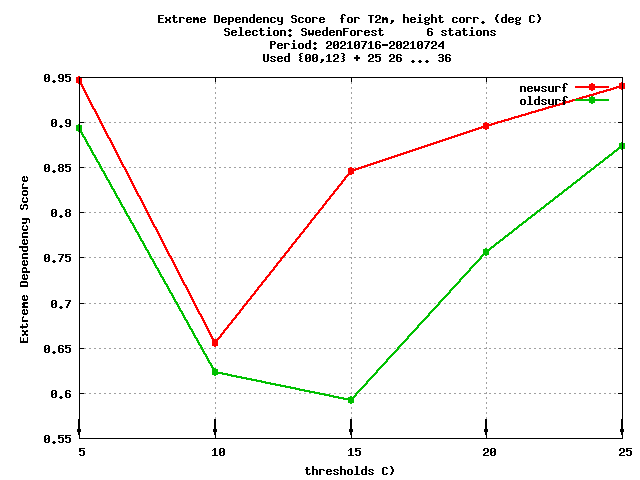 Extreme Dependency Score  for T2m, height corr. (deg C)
Selection: SwedenForest      6 stations
Period: 20210716-20210724
Used {00,12} + 25 26 ... 36
newsurf
oldsurf
0.95
0.9
0.85
0.8
0.75
0.7
0.65
0.6
0.55
Extreme Dependency Score
5 10 15 20 25
thresholds C)